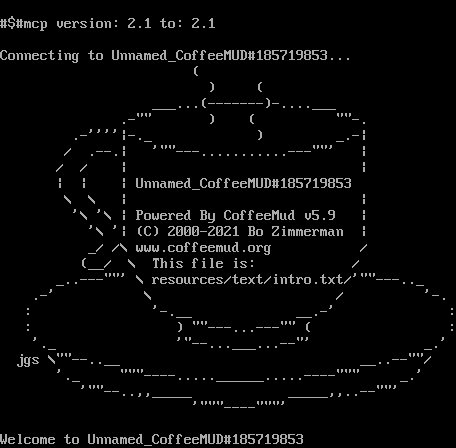 #$#mcp version: 2.1 to: 2.1
Connecting to Unnamed_CoffeeMUD#185719853...
Unnamed_CoffeeMUD#185719853
Powered By CoffeeMud v5.9
(C) 2000-2021 Bo Zimmerman
www.coffeemud.org
This file is:
resources/text/intro.txt
jgs
Welcome to Unnamed_CoffeeMUD#185719853